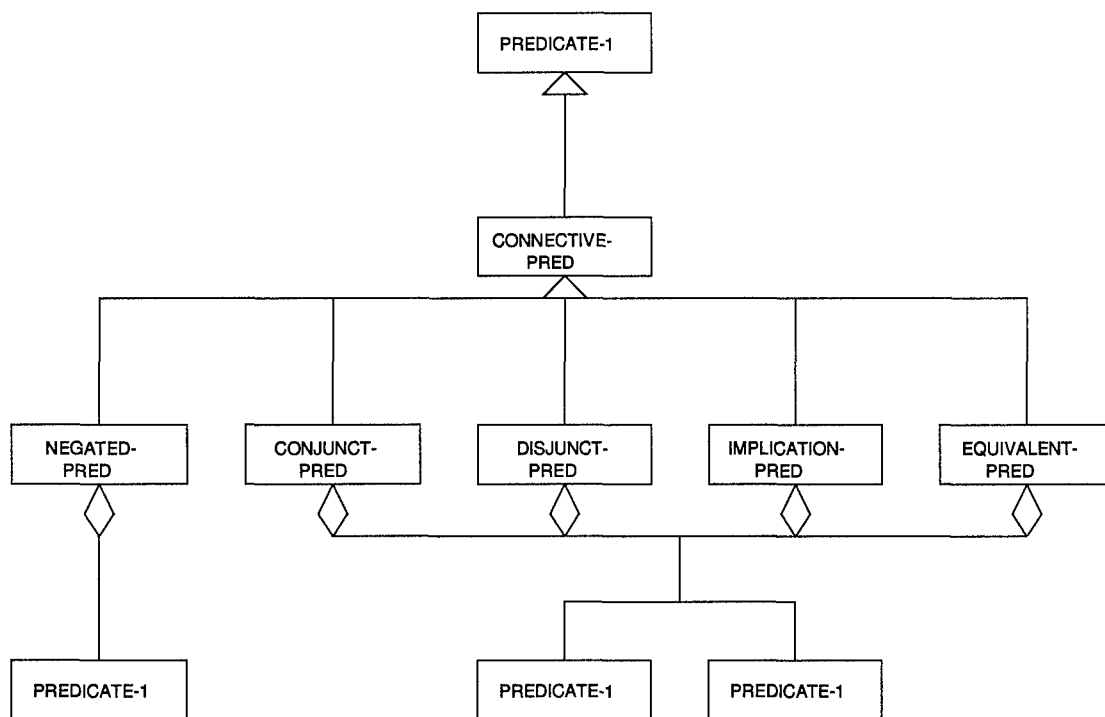 PREDICATE-1
CONNECTIVE-
PRED
NEGATED-
PRED
CONJUNCT-
PRED
DISJUNCT-
PRED
IMPLICATION-
PRED
EQUIVALENT-
PRED
PREDICATE-1
PREDICATE-1
PREDICATE-1